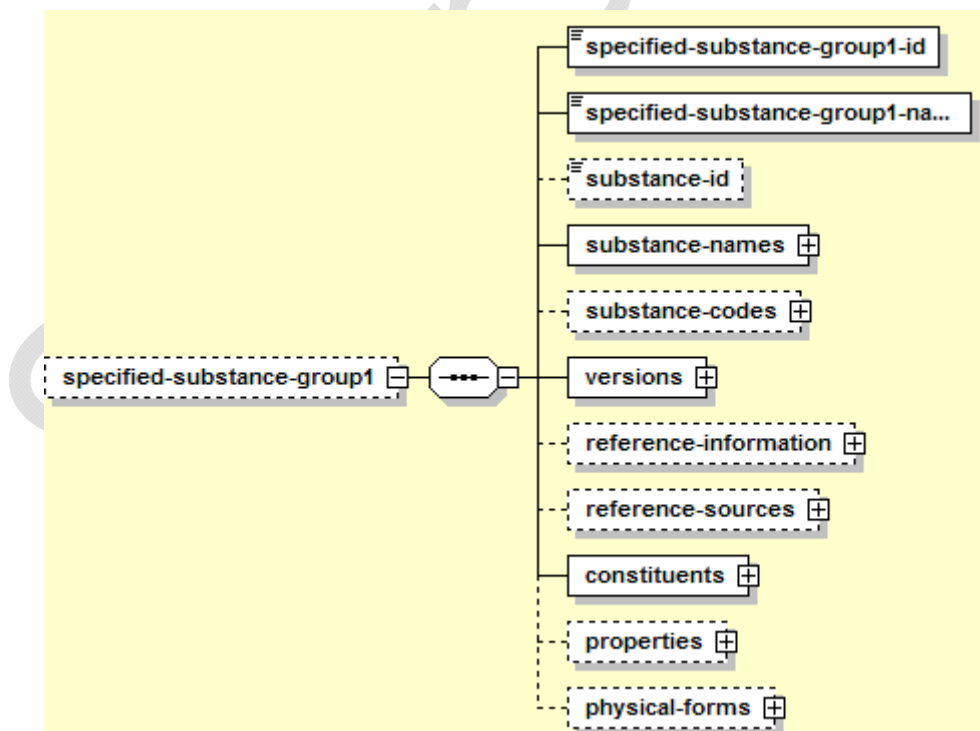 specified-substance-group1-id
specified-substance-group1-na...
substance-id
substance-names
substance-codes
specified-substance-group1
versions
reference-information
reference-sources
constituents
properties
physical-forms